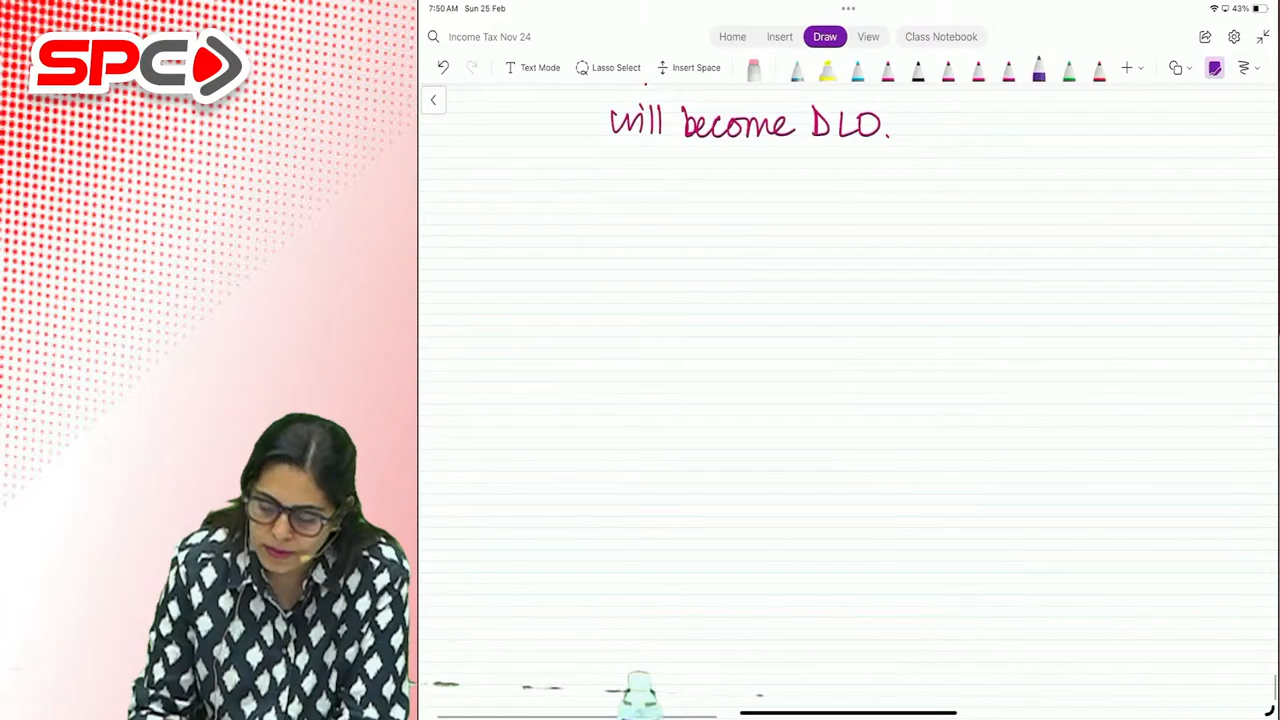 7:50 AM Sun 25 Feb
43%
Income Tax Nov 24
Home Insert Draw View Class Notebook
Text Mode Lasso Select Insert Space
SPC
will become DLO.